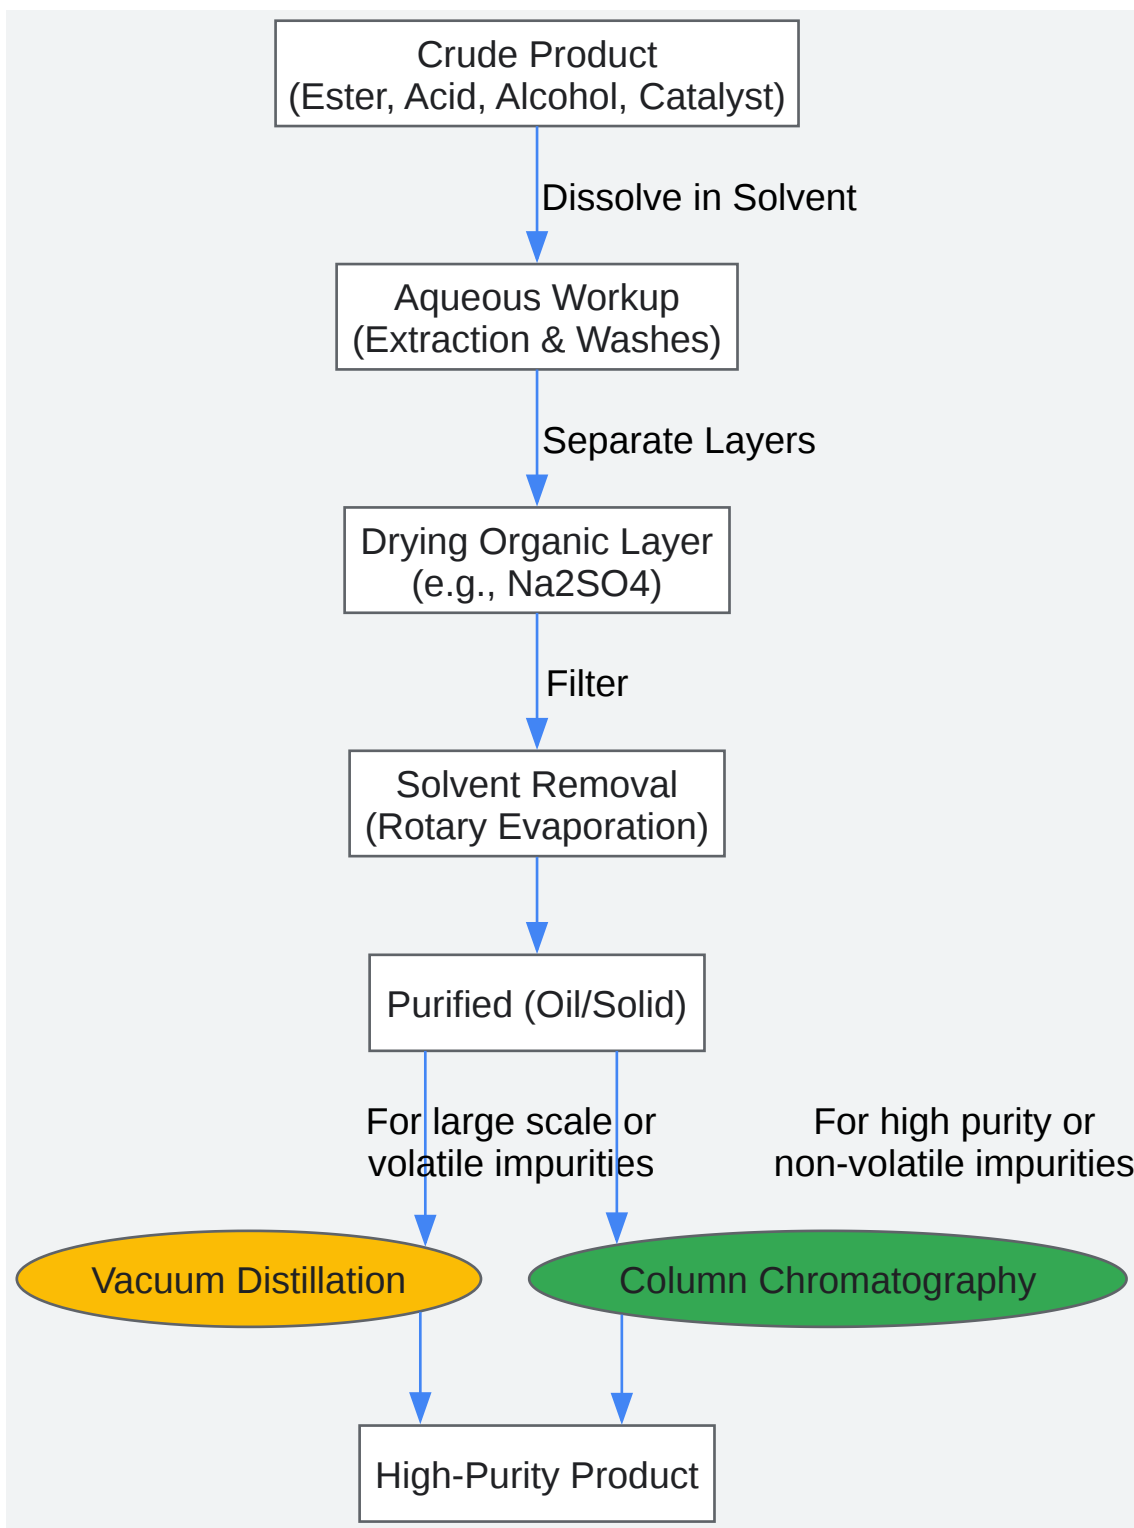 Crude Product
(Ester, Acid, Alcohol, Catalyst)
Dissolve in Solvent
Aqueous Workup
(Extraction & Washes)
Separate Layers
Drying Organic Layer
(e.g., Na2SO4)
Filter
Solvent Removal
(Rotary Evaporation)
Purified (Oil/Solid)
For large scale or
volatile impurities
For high purity or
non-volatile impurities
Vacuum Distillation
Column Chromatography
High-Purity Product